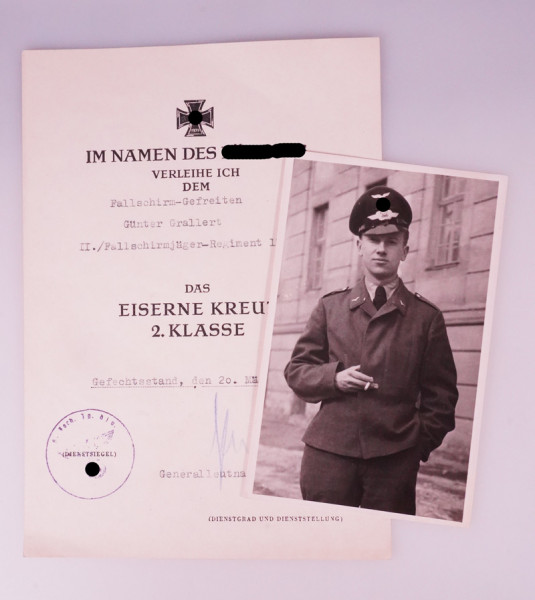 IM NAMEN DES
VERLEIHE ICH
DEM
Fallschirm-Gefreiten
Günter Grallert
II./Fallschirmjäger-Regiment 1
DAS
EISERNE KREU
2. KLASSE
Gefechtsstand, den 20. Mä
(DIENSTSIEGEL)
Generalleutna
(DIENSTGRAD UND DIENSTSTELLUNG)